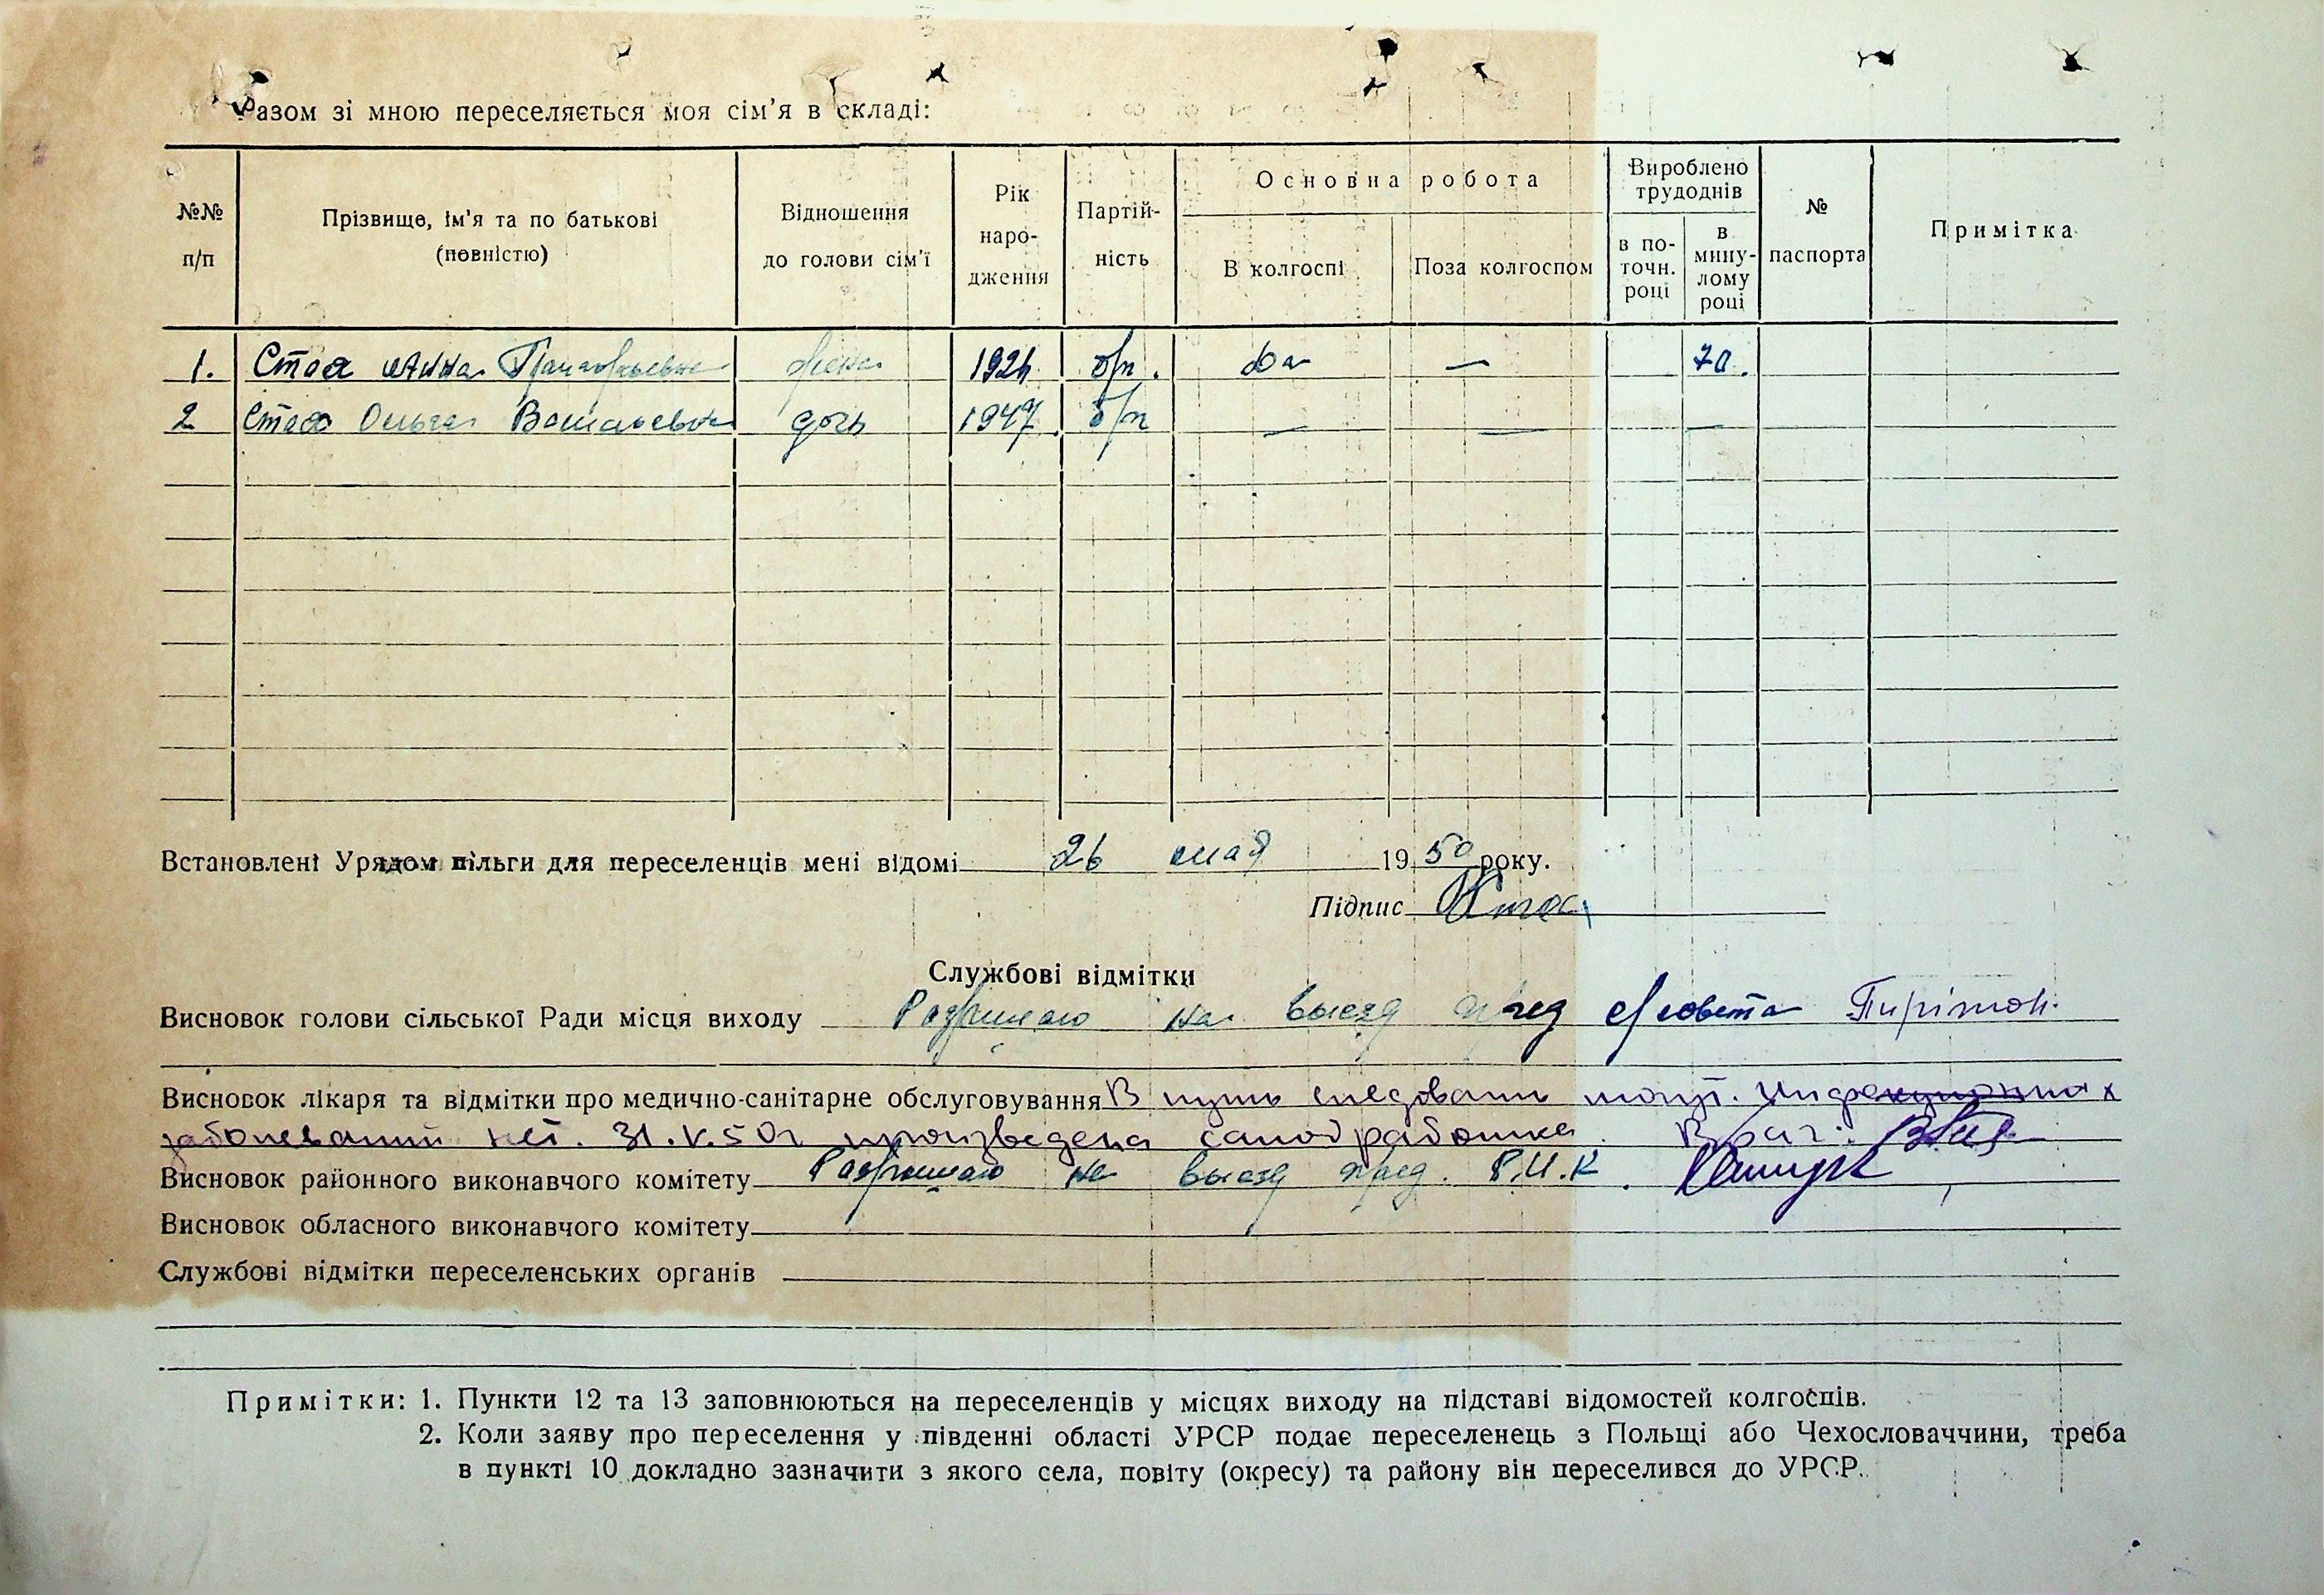 Разом зі мною переселяється моя сім'я в складі:
№№ п/п
Прізвище, ім'я та по батькові (повністю)
Відношення до голови сім'ї
Рік народження
Партійність
Основна робота
В колгоспі
Поза колгоспом
Вироблено трудоднів
в поточн. році
в минулому році
№ паспорта
Примітка
1. Стая Анна жена 192 б/п. да — 70.
2 Ольга Васильевна дочь 1947 б/п — — —
Встановлені Урядом пільги для переселенців мені відомі 26 мая 1950 року.
Підпис
Службові відмітки
Висновок голови сільської Ради місця виходу Разрешаю на выезд пред с/совета
Висновок лікаря та відмітки про медично-санітарне обслуговування В путь следовать могут. Инфекционных
заболеваний нет. 31.V.50г произведена санобработка. Врач:
Висновок районного виконавчого комітету Разрешаю на выезд пред. Р.И.К.
Висновок обласного виконавчого комітету
Службові відмітки переселенських органів
Примітки: 1. Пункти 12 та 13 заповнюються на переселенців у місцях виходу на підставі відомостей колгоспів.
2. Коли заяву про переселення у південні області УРСР подає переселенець з Польщі або Чехословаччини, треба
в пункті 10 докладно зазначити з якого села, повіту (окресу) та району він переселився до УРСР.